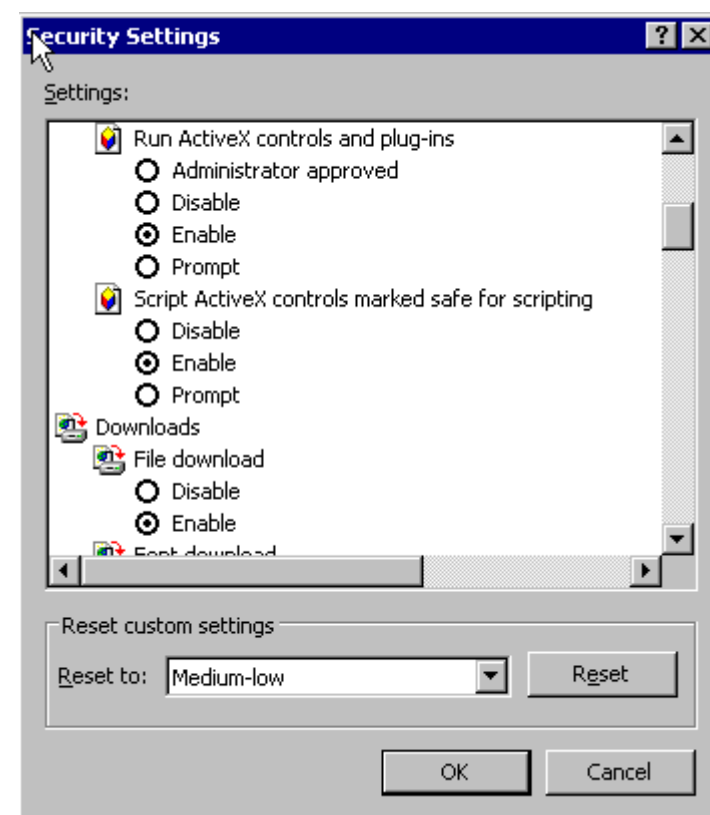 Security Settings
Settings:
Run ActiveX controls and plug-ins
Administrator approved
Disable
Enable
Prompt
Script ActiveX controls marked safe for scripting
Disable
Enable
Prompt
Downloads
File download
Disable
Enable
Font download
Reset custom settings
Reset to: Medium-low Reset
OK Cancel